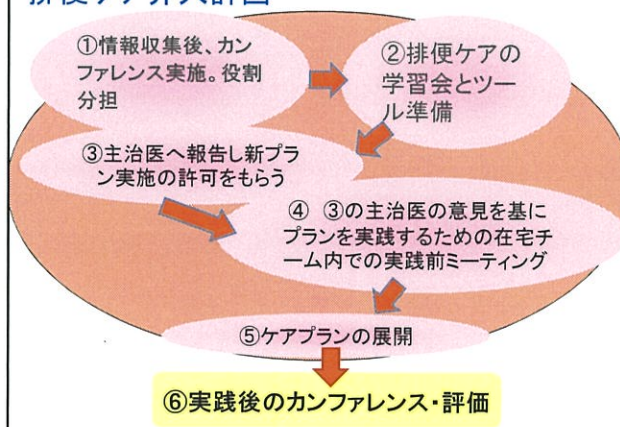 排便ケア介入計画
①情報収集後、カン
ファレンス実施。役割
分担
②排便ケアの
学習会とツー
ル準備
③主治医へ報告し新プラ
ン実施の許可をもらう
④ ③の主治医の意見を基に
プランを実践するための在宅チ
ーム内での実践前ミーティング
⑤ケアプランの展開
⑥実践後のカンファレンス・評価